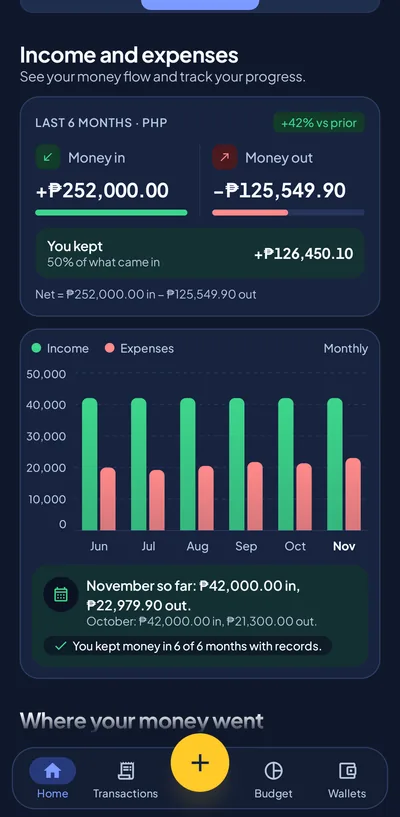 Income and expenses
See your money flow and track your progress.
LAST 6 MONTHS · PHP
+42% vs prior
Money in
Money out
+₱252,000.00
−₱125,549.90
You kept
50% of what came in
+₱126,450.10
Net = ₱252,000.00 in − ₱125,549.90 out
Income
Expenses
Monthly
50,000
40,000
30,000
20,000
10,000
0
Jun
Jul
Aug
Sep
Oct
Nov
November so far: ₱42,000.00 in,
₱22,979.90 out.
October: ₱42,000.00 in, ₱21,300.00 out.
You kept money in 6 of 6 months with records.
Where your money went
Home
Transactions
Budget
Wallets